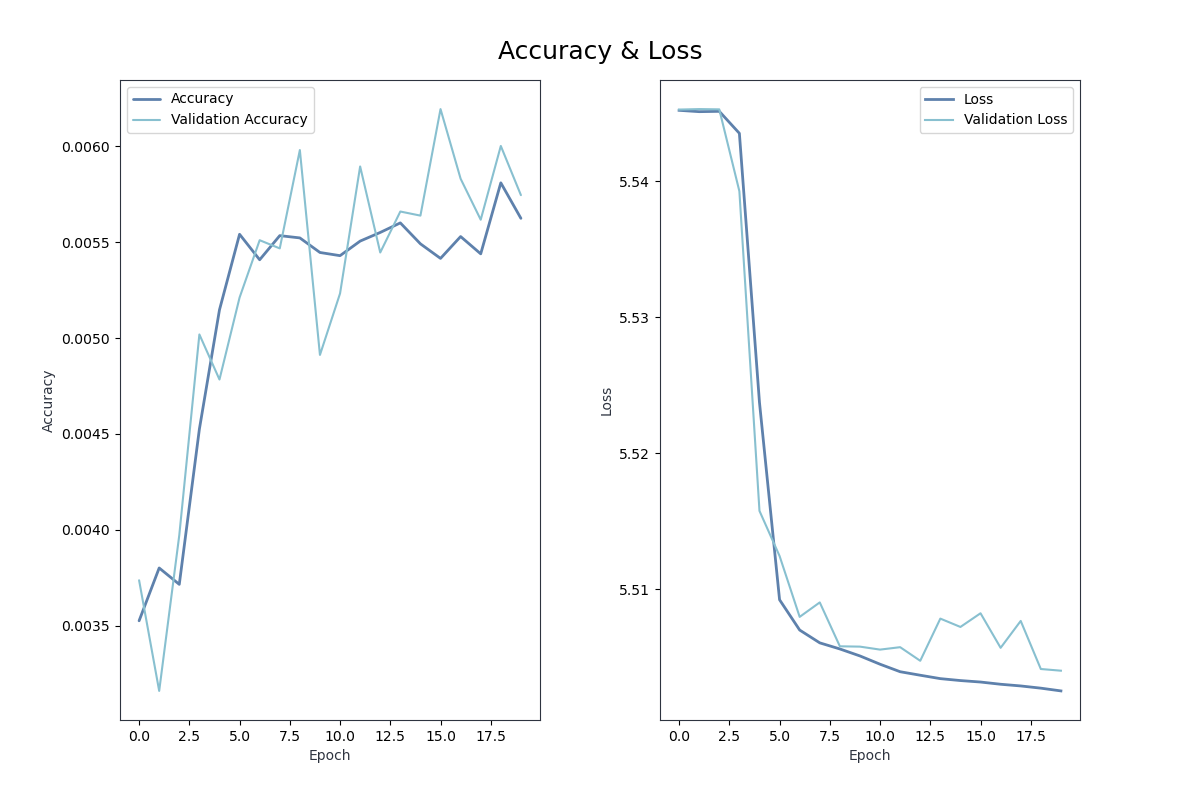 Accuracy & Loss
Accuracy
Validation Accuracy
0.0060
0.0055
0.0050
0.0045
0.0040
0.0035
Accuracy
0.0 2.5 5.0 7.5 10.0 12.5 15.0 17.5
Epoch
Loss
Validation Loss
5.54
5.53
5.52
5.51
Loss
0.0 2.5 5.0 7.5 10.0 12.5 15.0 17.5
Epoch